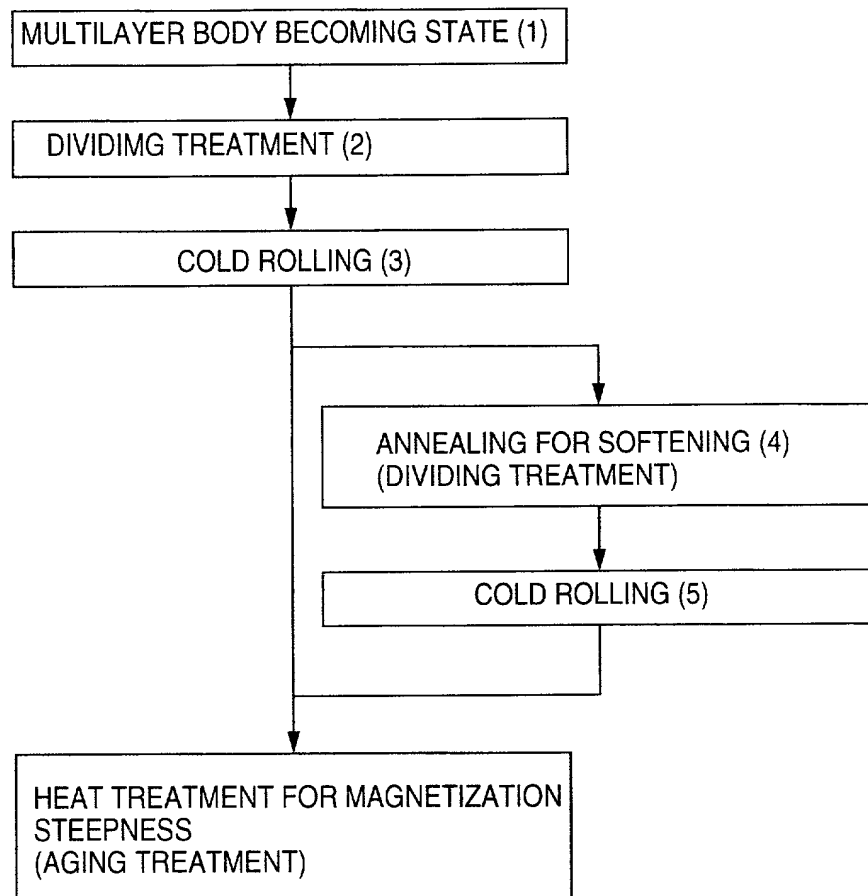 MULTILAYER BODY BECOMING STATE (1)
DIVIDIMG TREATMENT (2)
COLD ROLLING (3)
ANNEALING FOR SOFTENING (4)
(DIVIDING TREATMENT)
COLD ROLLING (5)
HEAT TREATMENT FOR MAGNETIZATION
STEEPNESS
(AGING TREATMENT)